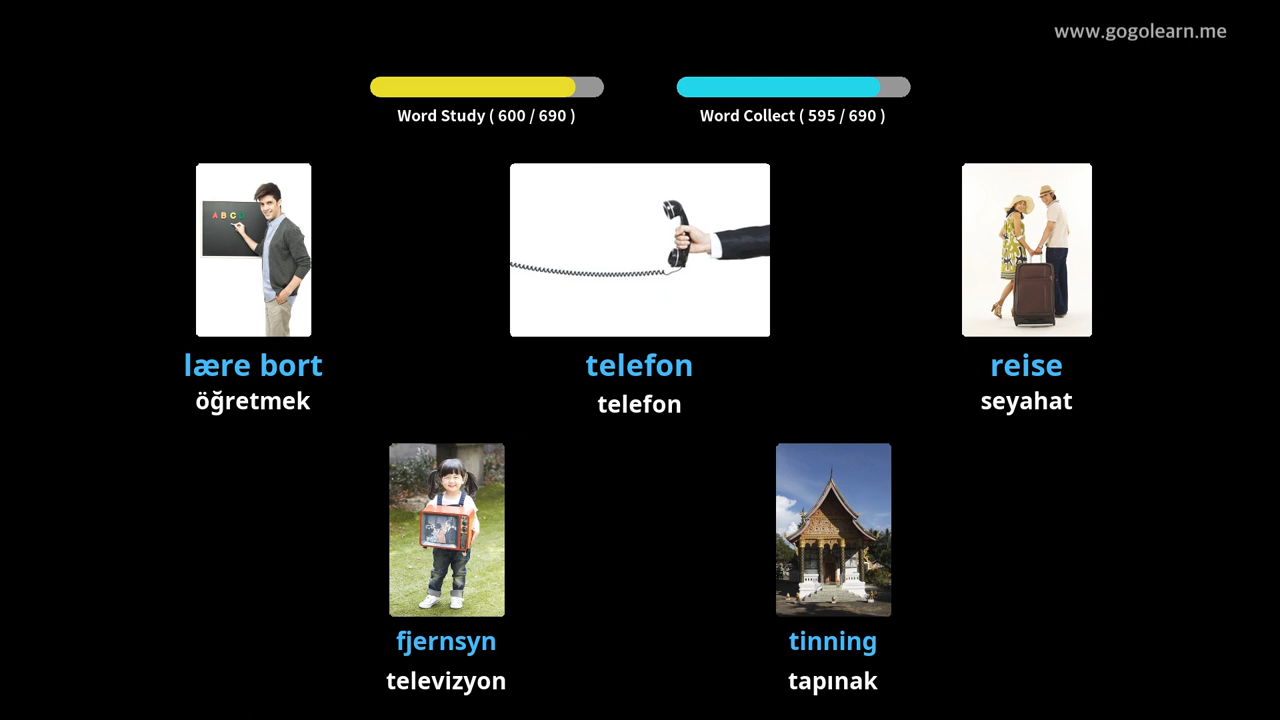 www.gogolearn.me
Word Study ( 600 / 690 )
Word Collect ( 595 / 690 )
A B C D
lære bort
öğretmek
telefon
telefon
reise
seyahat
fjernsyn
televizyon
tinning
tapınak